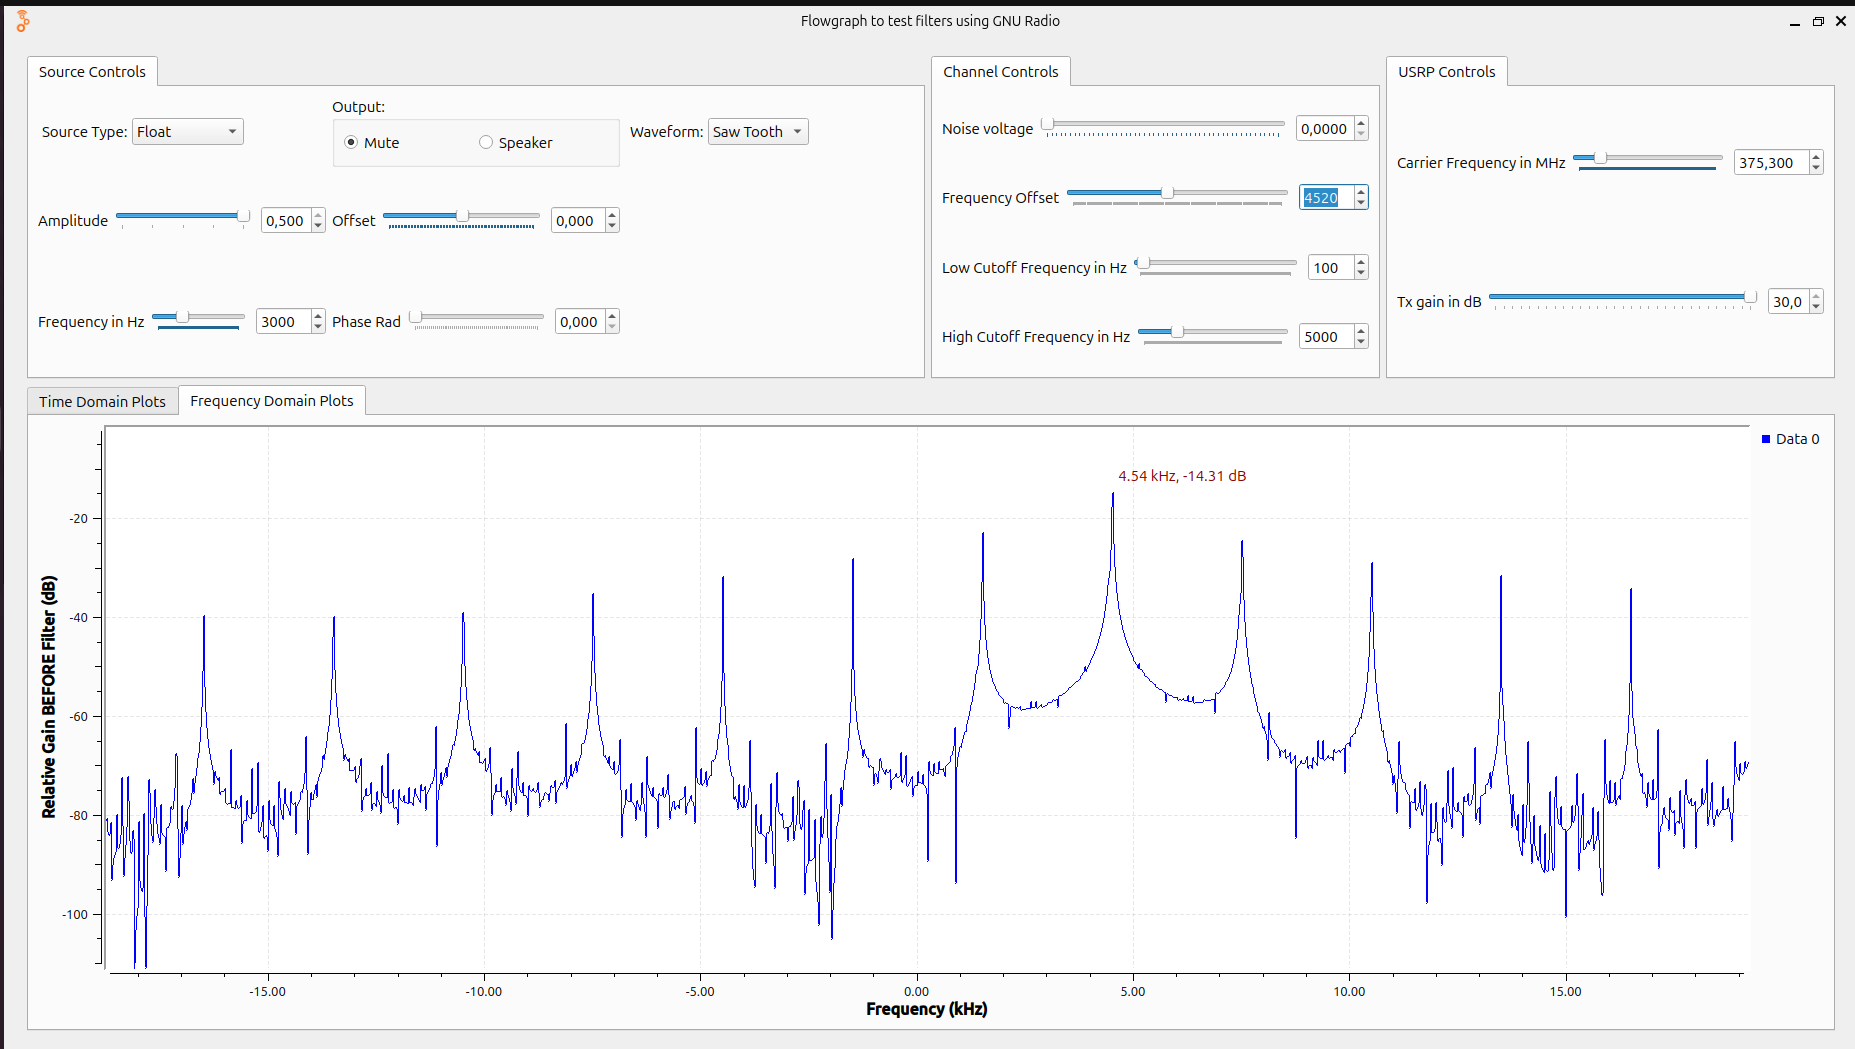 Flowgraph to test filters using GNU Radio
Source Controls
Source Type: Float
Output:
Mute Speaker
Waveform: Saw Tooth
Amplitude 0,500 Offset 0,000
Frequency in Hz 3000 Phase Rad 0,000
Channel Controls
Noise voltage 0,0000
Frequency Offset 4520
Low Cutoff Frequency in Hz 100
High Cutoff Frequency in Hz 5000
USRP Controls
Carrier Frequency in MHz 375,300
Tx gain in dB 30,0
Time Domain Plots Frequency Domain Plots
Data 0
4.54 kHz, -14.31 dB
Relative Gain BEFORE Filter (dB)
-20
-40
-60
-80
-100
-15.00 -10.00 -5.00 0.00 5.00 10.00 15.00
Frequency (kHz)